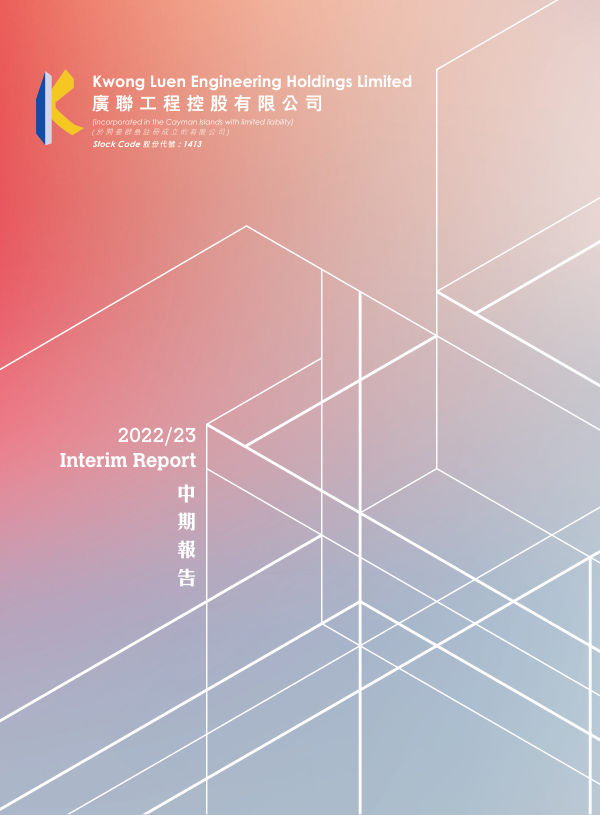 Kwong Luen Engineering Holdings Limited
廣聯工程控股有限公司
(incorporated in the Cayman Islands with limited liability)
(於開曼群島註冊成立的有限公司)
Stock Code 股份代號：1413
2022/23
Interim Report
中
期
報
告